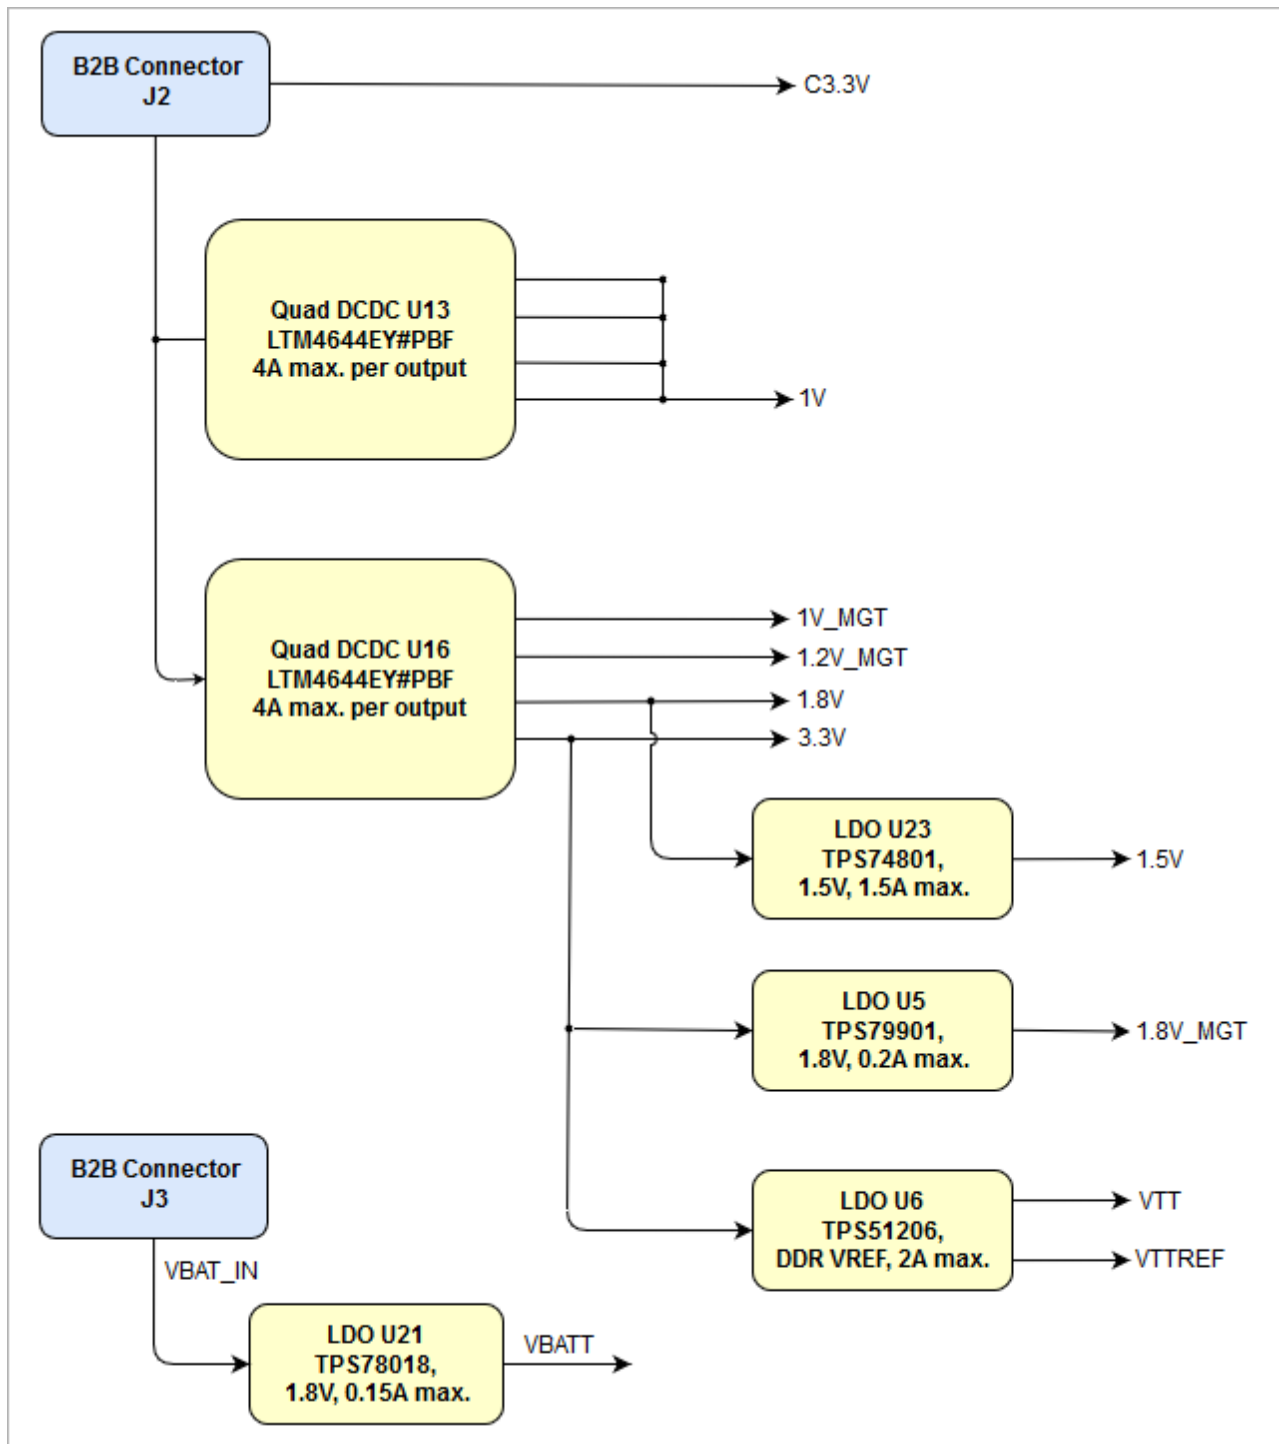 B2B Connector
J2
C3.3V
Quad DCDC U13
LTM4644EY#PBF
4A max. per output
1V
Quad DCDC U16
LTM4644EY#PBF
4A max. per output
1V_MGT
1.2V_MGT
1.8V
3.3V
LDO U23
TPS74801,
1.5V, 1.5A max.
1.5V
LDO U5
TPS79901,
1.8V, 0.2A max.
1.8V_MGT
B2B Connector
J3
VBAT_IN
LDO U6
TPS51206,
DDR VREF, 2A max.
VTT
VTTREF
LDO U21
TPS78018,
1.8V, 0.15A max.
VBATT